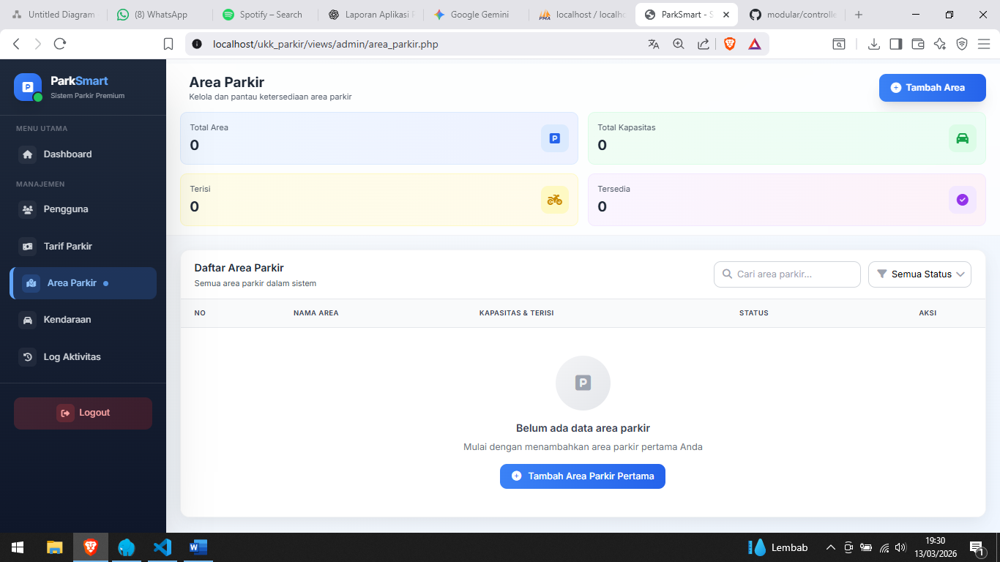 Untitled Diagram
(8) WhatsApp
Spotify – Search
Laporan Aplikasi
Google Gemini
localhost / localho
ParkSmart - S
modular/controlle
localhost/ukk_parkir/views/admin/area_parkir.php
ParkSmart
Sistem Parkir Premium
MENU UTAMA
Dashboard
MANAJEMEN
Pengguna
Tarif Parkir
Area Parkir
Kendaraan
Log Aktivitas
Logout
Area Parkir
Kelola dan pantau ketersediaan area parkir
Tambah Area
Total Area
0
Total Kapasitas
0
Terisi
0
Tersedia
0
Daftar Area Parkir
Semua area parkir dalam sistem
Cari area parkir...
Semua Status
NO NAMA AREA KAPASITAS & TERISI STATUS AKSI
Belum ada data area parkir
Mulai dengan menambahkan area parkir pertama Anda
Tambah Area Parkir Pertama
Lembab
19:30
13/03/2026
1